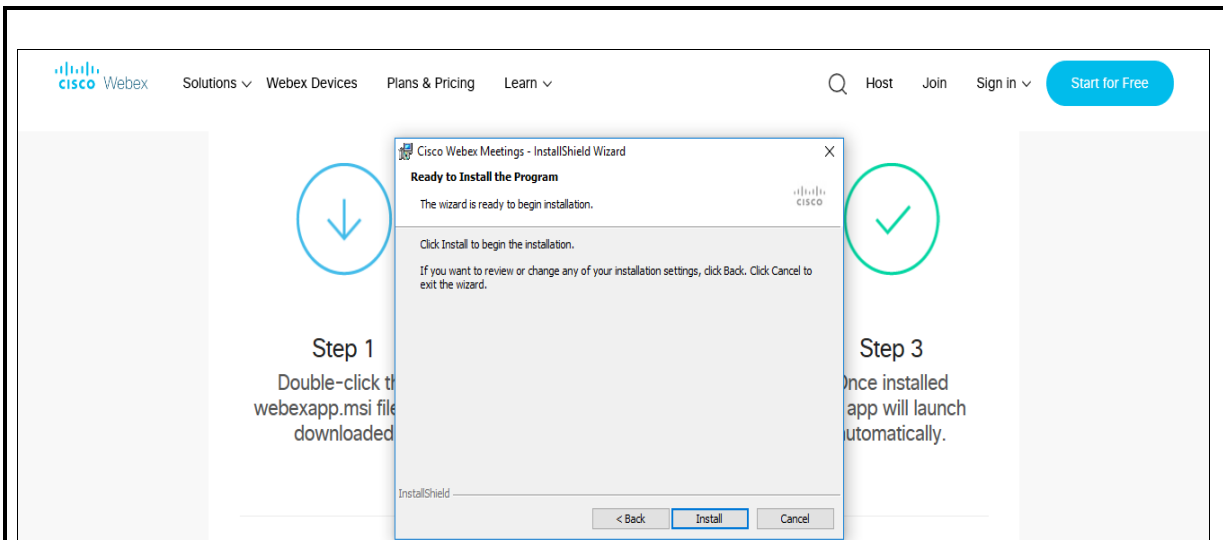 cisco Webex Solutions Webex Devices Plans & Pricing Learn Host Join Sign in Start for Free
Cisco Webex Meetings - InstallShield Wizard
Ready to Install the Program
The wizard is ready to begin installation.
cisco
Click Install to begin the installation.
If you want to review or change any of your installation settings, click Back. Click Cancel to
exit the wizard.
InstallShield
< Back Install Cancel
Step 1
Double-click
webexapp.msi
downloaded
Step 3
installed
app will launch